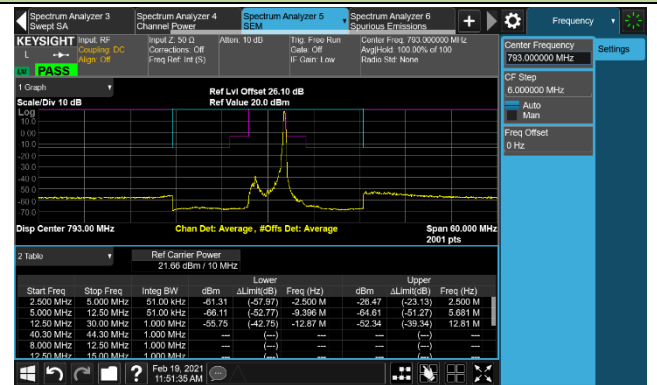 Spectrum Analyzer 3
Swept SA
Spectrum Analyzer 4
Channel Power
Spectrum Analyzer 5
SEM
Spectrum Analyzer 6
Spurious Emissions
+
Frequency
KEYSIGHT
L
Input: RF
Coupling: DC
Align: Off
Input Z: 50 Ω
Corrections: Off
Freq Ref: Int (S)
Atten: 10 dB
Trig: Free Run
Gate: Off
IF Gain: Low
Center Freq: 793.000000 MHz
Avg|Hold: 100.00% of 100
Radio Std: None
PASS
Center Frequency
793.000000 MHz
Settings
CF Step
6.000000 MHz
Auto
Man
Freq Offset
0 Hz
1 Graph
Scale/Div 10 dB
Ref Lvl Offset 26.10 dB
Ref Value 20.0 dBm
Log
10.0
0.00
-10.0
-20.0
-30.0
-40.0
-50.0
-60.0
-70.0
Disp Center 793.00 MHz
Chan Det: Average, #Offs Det: Average
Span 60.000 MHz
2001 pts
2 Table
Ref Carrier Power
21.66 dBm / 10 MHz
Lower Upper
Start Freq Stop Freq Integ BW dBm ΔLimit(dB) Freq (Hz) dBm ΔLimit(dB) Freq (Hz)
2.500 MHz 5.000 MHz 51.00 kHz -61.31 (-57.97) -2.500 M -26.47 (-23.13) 2.500 M
5.000 MHz 12.50 MHz 51.00 kHz -66.11 (-52.77) -9.396 M -64.61 (-51.27) 5.681 M
12.50 MHz 30.00 MHz 1.000 MHz -55.75 (-42.75) -12.87 M -52.34 (-39.34) 12.81 M
40.30 MHz 44.30 MHz 1.000 MHz --- (---) --- --- (---) ---
8.000 MHz 12.50 MHz 1.000 MHz --- (---) --- --- (---) ---
12.50 MHz 15.00 MHz 1.000 MHz --- (---) --- --- (---) ---
?
Feb 19, 2021
11:51:35 AM